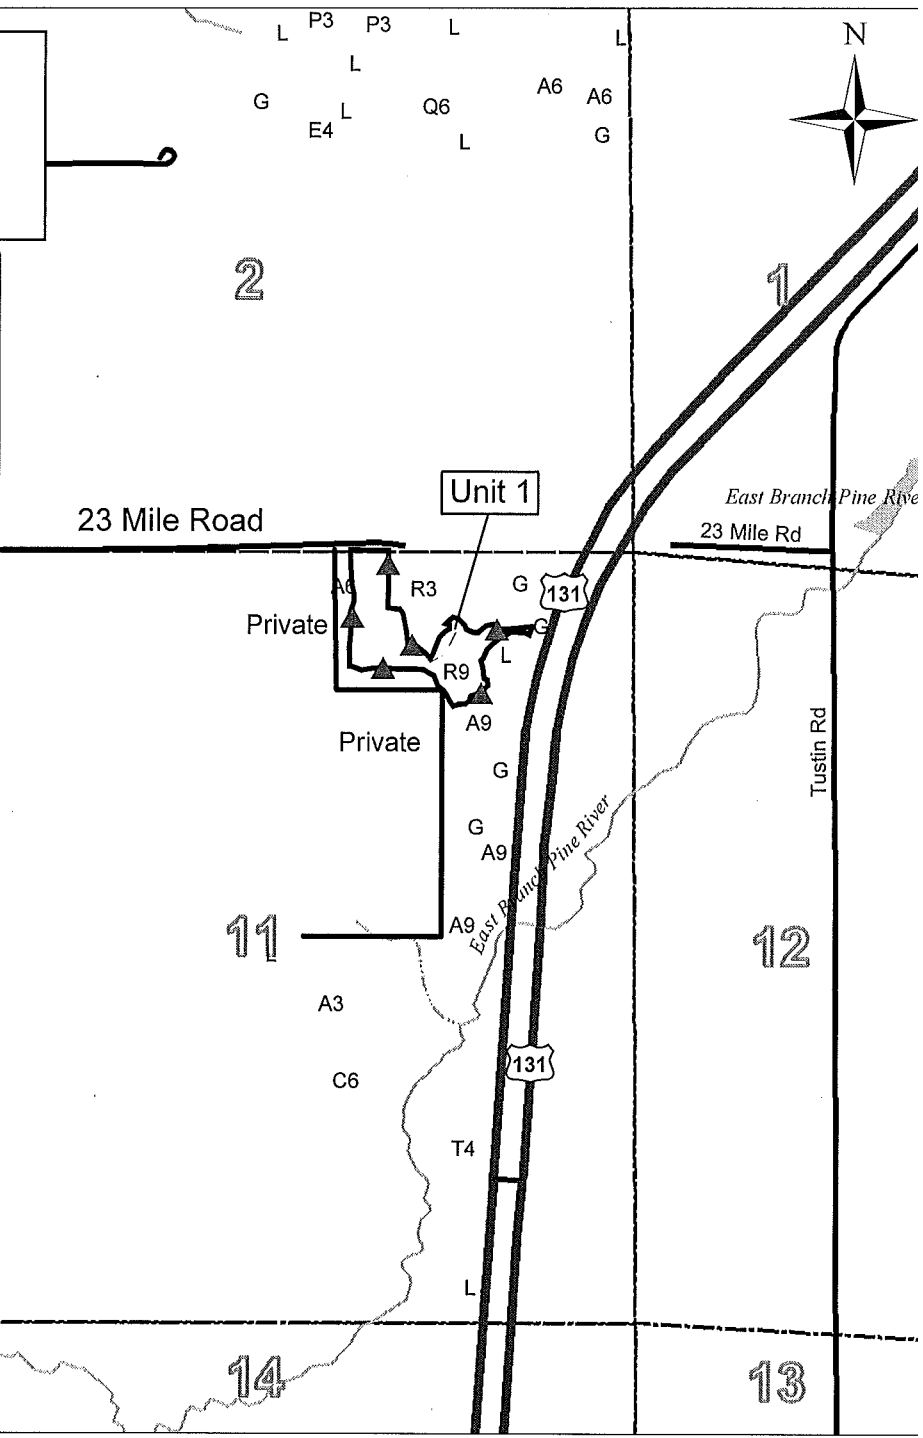 P3
P3
L
L
L
N
L
A6
A6
G
L
Q6
E4
L
G
2
1
Unit 1
East Branch Pine Rive
23 Mile Road
23 Mile Rd
A6
R3
G
131
Private
G
L
R9
A9
Private
Tustin Rd
G
G
A9
East Branch Pine River
A9
11
12
L
A3
131
C6
T4
L
14
13